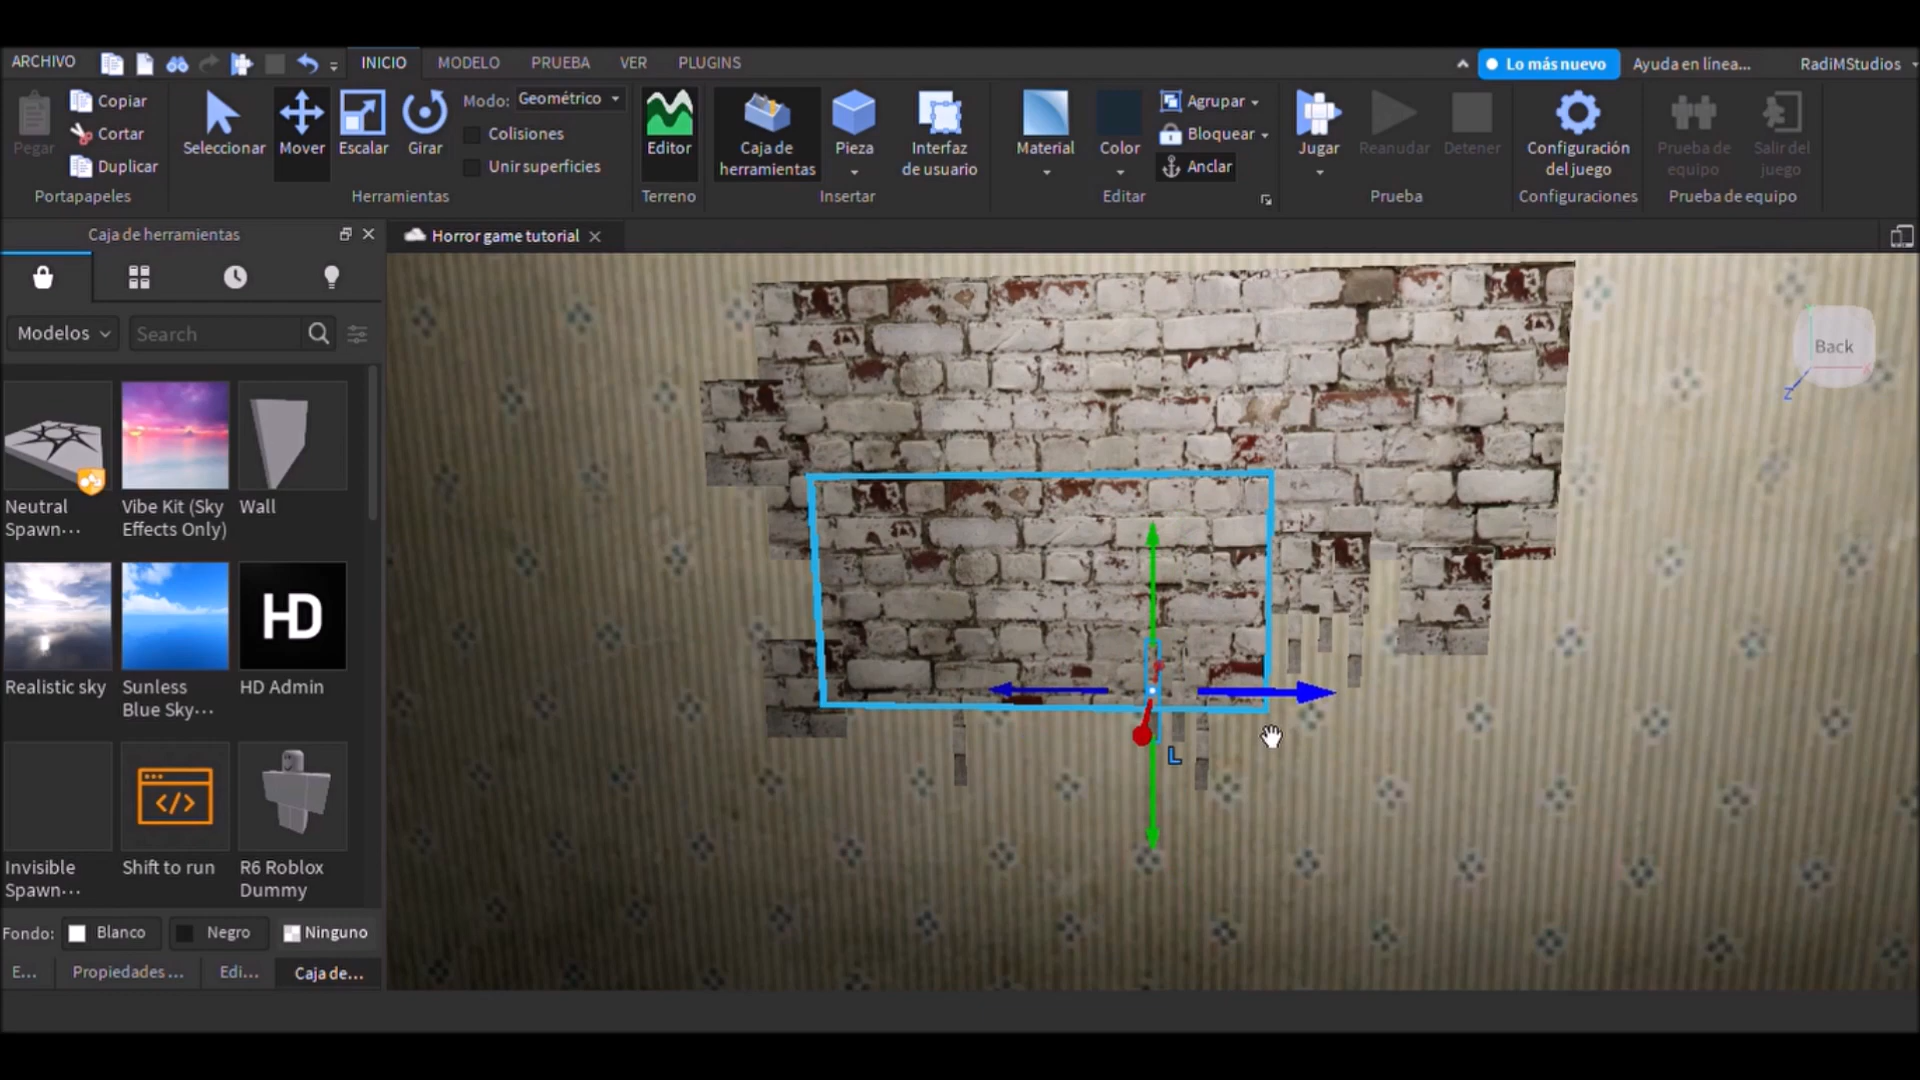 ARCHIVO
INICIO
MODELO
PRUEBA
VER
PLUGINS
Lo más nuevo
Ayuda en línea...
RadiMStudios
Pegar
Copiar
Cortar
Duplicar
Portapapeles
Seleccionar
Mover
Escalar
Girar
Modo: Geométrico
Colisiones
Unir superficies
Herramientas
Editor
Terreno
Caja de
herramientas
Pieza
Interfaz
de usuario
Insertar
Material
Color
Agrupar
Bloquear
Anclar
Editar
Jugar
Reanudar
Detener
Prueba
Configuración
del juego
Configuraciones
Prueba de
equipo
Salir del
juego
Prueba de equipo
Caja de herramientas
Horror game tutorial
Modelos
Search
Neutral
Spawn...
Vibe Kit (Sky
Effects Only)
Wall
Realistic sky
Sunless
Blue Sky...
HD
HD Admin
Invisible
Spawn...
Shift to run
R6 Roblox
Dummy
Fondo: Blanco Negro Ninguno
E... Propiedades ... Edi... Caja de...
Back
Z
L